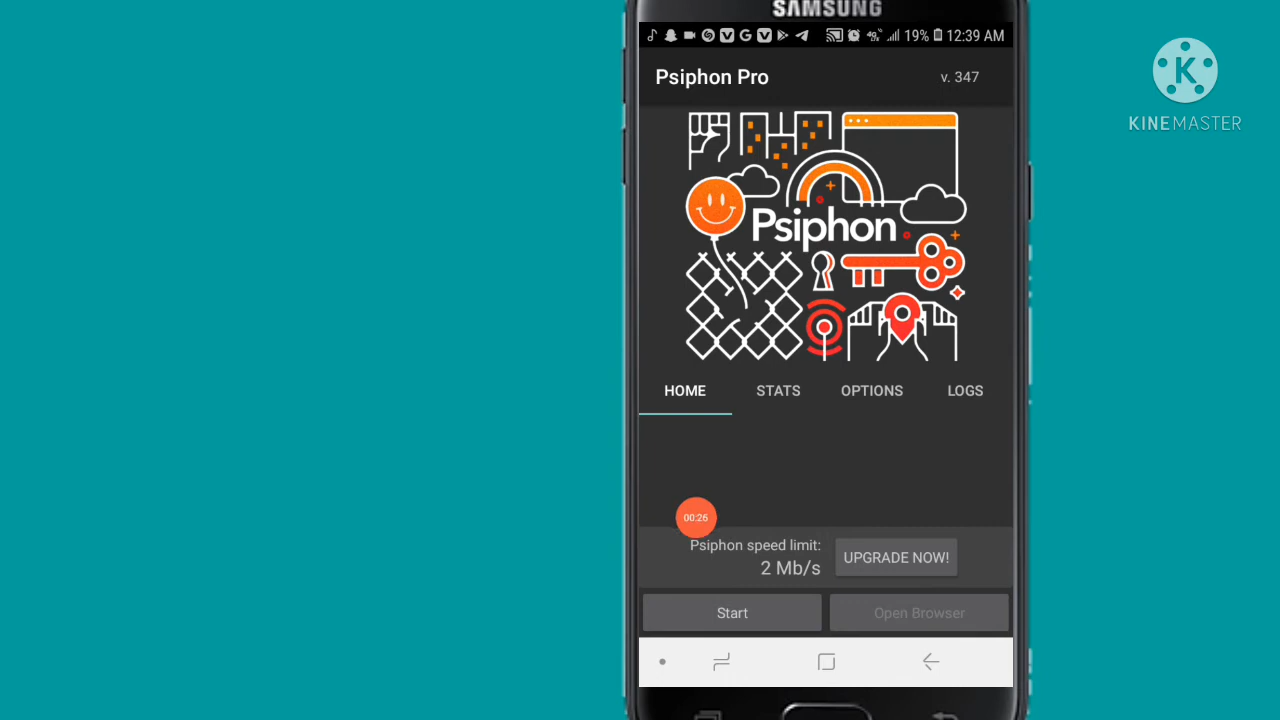 SAMSUNG
19% 12:39 AM
Psiphon Pro
v. 347
Psiphon
HOME
STATS
OPTIONS
LOGS
00:26
Psiphon speed limit:
2 Mb/s
UPGRADE NOW!
Start
Open Browser
K
KINEMASTER